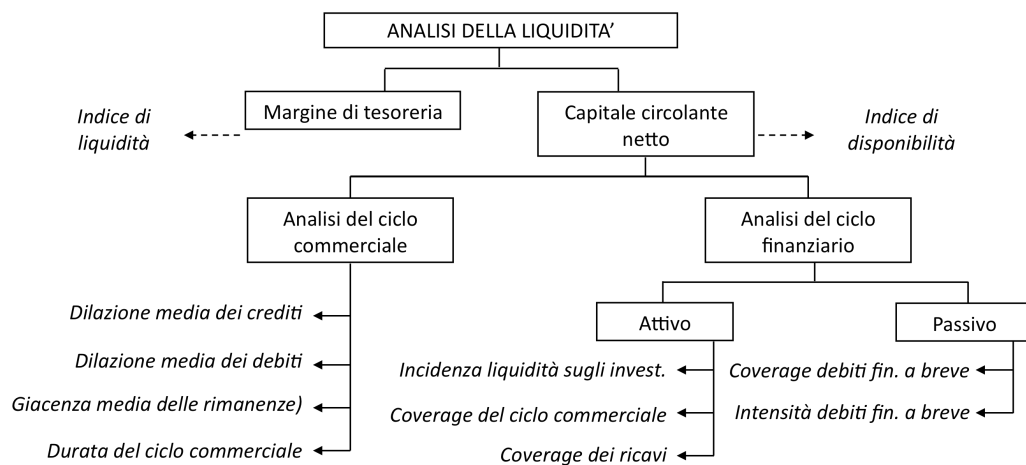 ANALISI DELLA LIQUIDITA’
Indice di
liquidità
Margine di tesoreria
Capitale circolante
netto
Indice di
disponibilità
Analisi del ciclo
commerciale
Analisi del ciclo
finanziario
Dilazione media dei crediti
Dilazione media dei debiti
Giacenza media delle rimanenze)
Durata del ciclo commerciale
Attivo
Passivo
Incidenza liquidità sugli invest.
Coverage del ciclo commerciale
Coverage dei ricavi
Coverage debiti fin. a breve
Intensità debiti fin. a breve